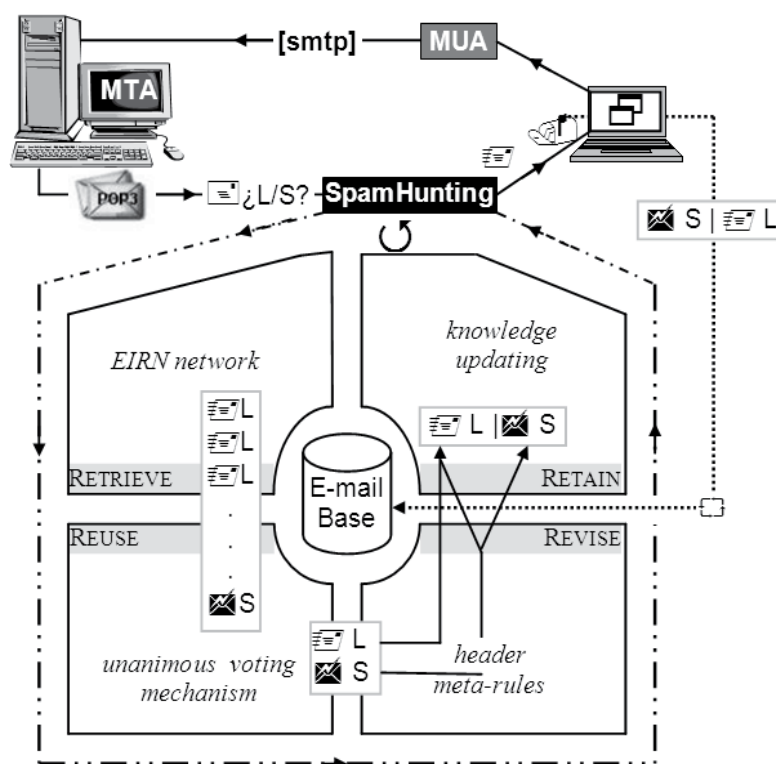 [smtp]
MUA
MTA
POP3
¿L/S?
SpamHunting
S | L
EIRN network
knowledge
updating
L
L
L
L | S
RETRIEVE
RETAIN
E-mail
Base
REUSE
REVISE
.
.
.
S
L
S
unanimous voting
mechanism
header
meta-rules